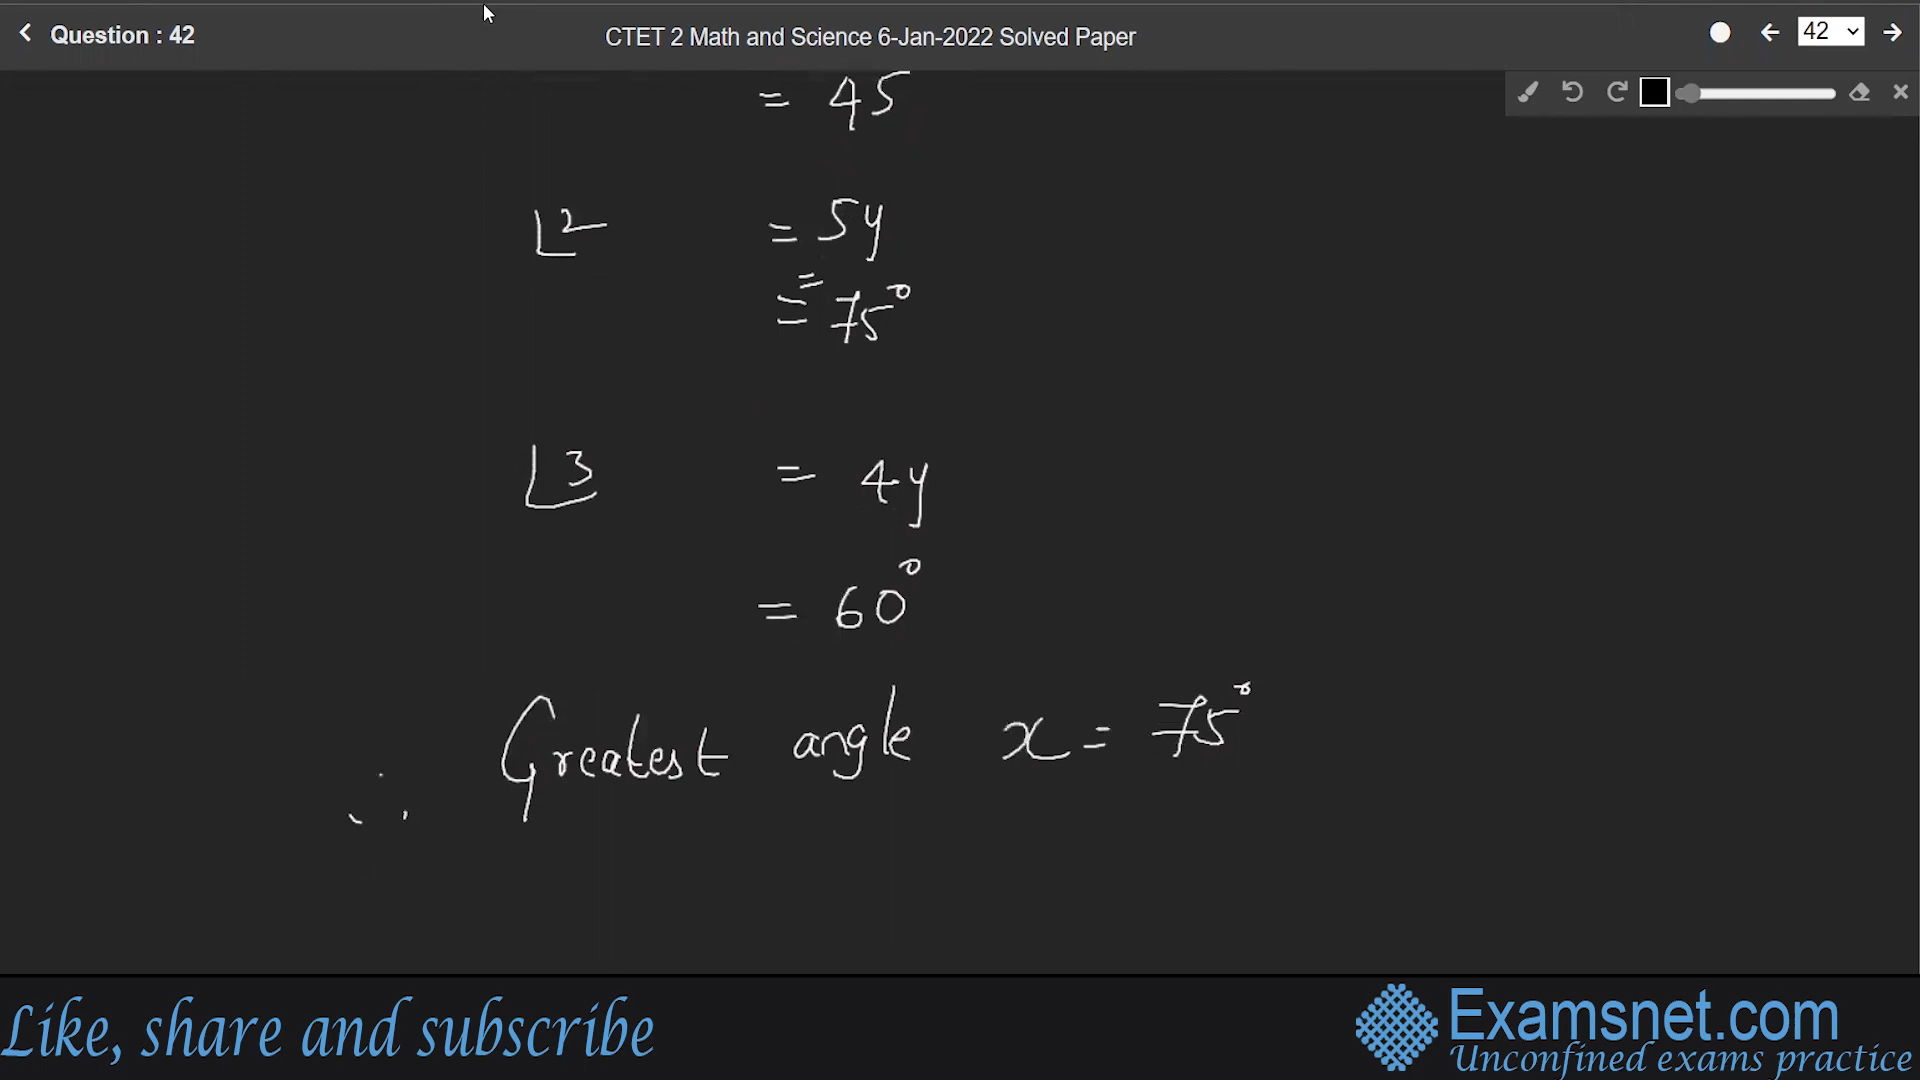 Question : 42
CTET 2 Math and Science 6-Jan-2022 Solved Paper
42
= 45
∠2 = 5y
=
= 75°
∠3 = 4y
= 60°
∴ Greatest angle x = 75°
Like, share and subscribe
Examsnet.com
Unconfined exams practice